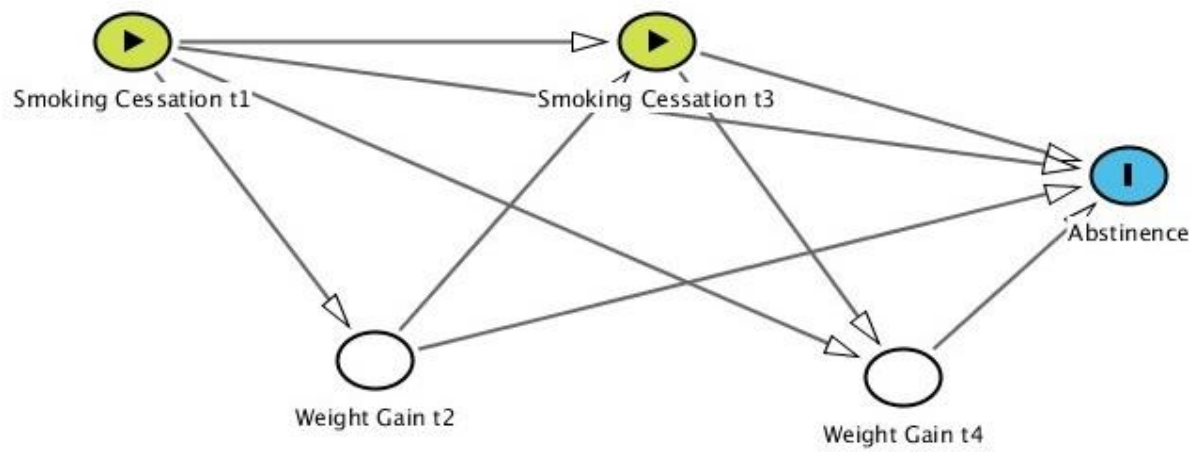 Smoking Cessation t1
Smoking Cessation t3
Abstinence
Weight Gain t2
Weight Gain t4